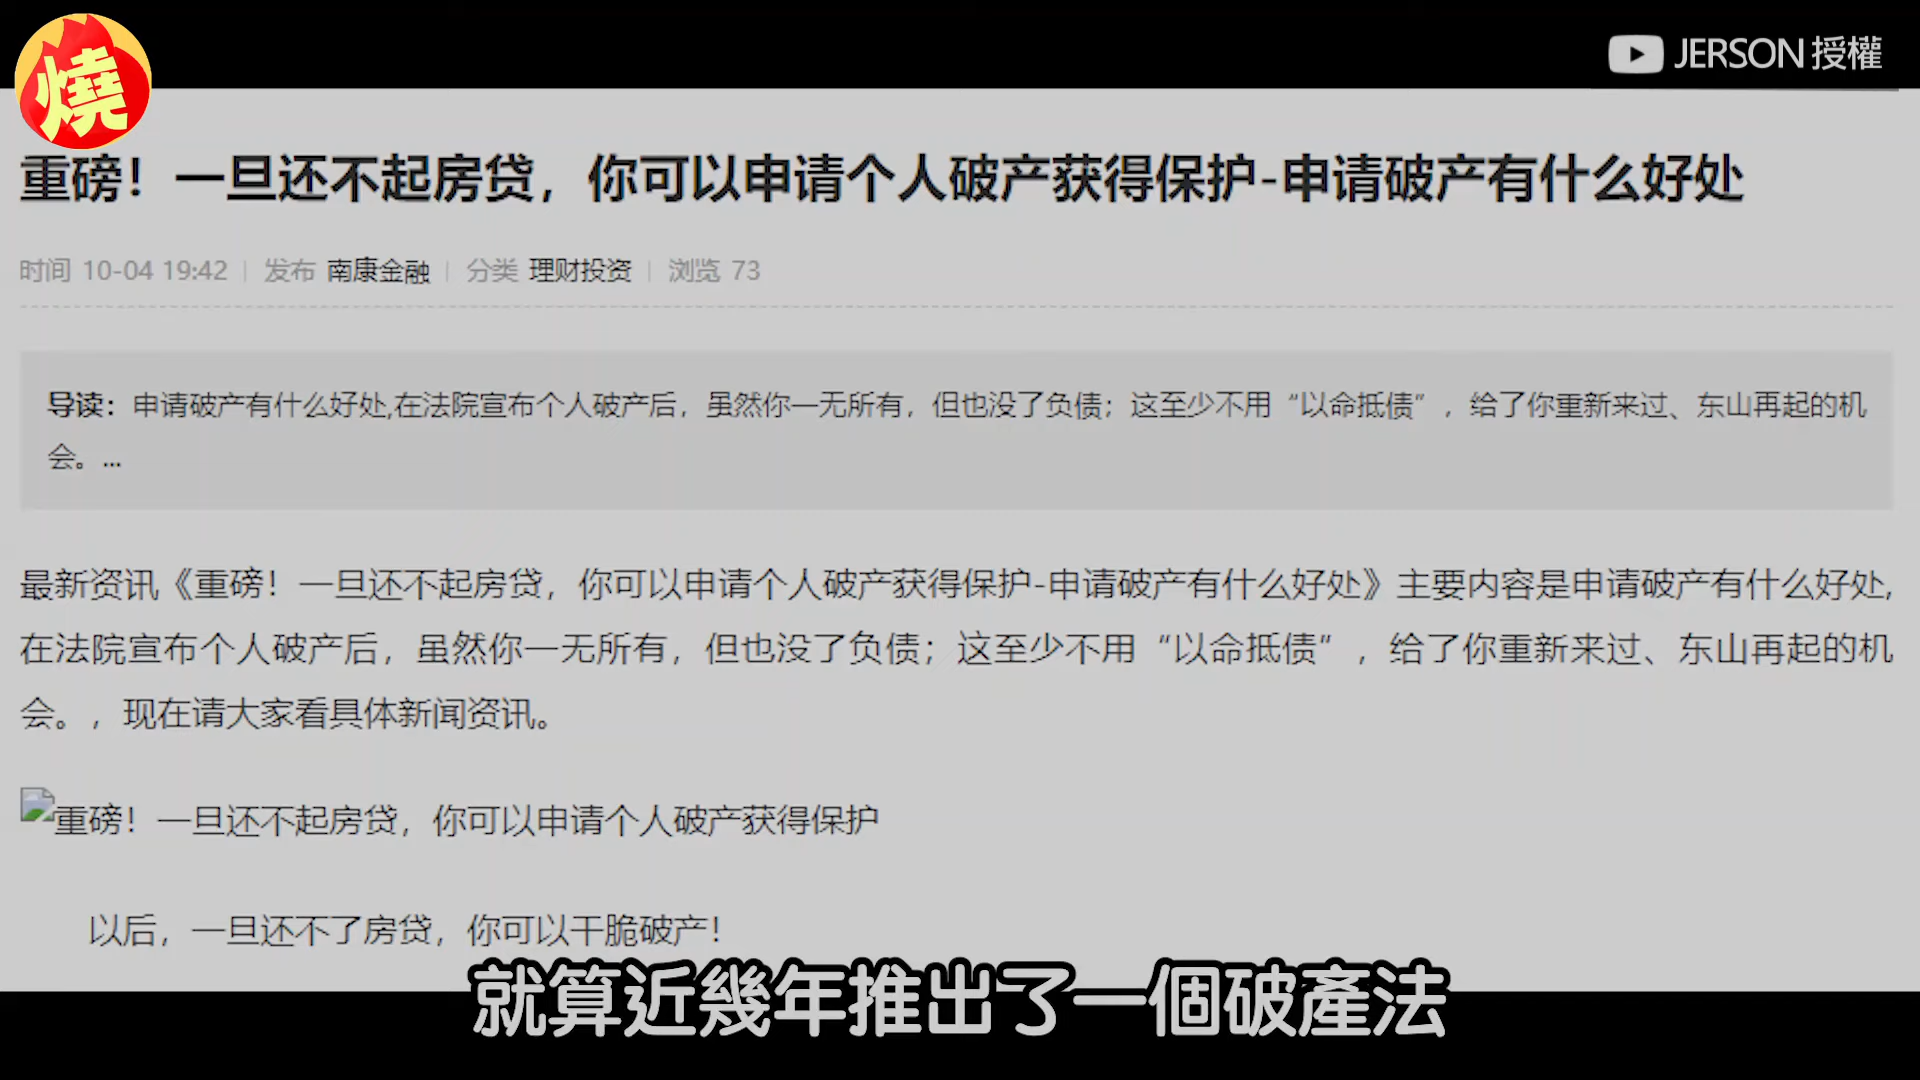 燒
JERSON 授權
重磅！一旦还不起房贷，你可以申请个人破产获得保护-申请破产有什么好处
时间 10-04 19:42 | 发布 南康金融 | 分类 理财投资 | 浏览 73
导读：申请破产有什么好处,在法院宣布个人破产后，虽然你一无所有，但也没了负债；这至少不用“以命抵债”，给了你重新来过、东山再起的机
会。...
最新资讯《重磅！一旦还不起房贷，你可以申请个人破产获得保护-申请破产有什么好处》主要内容是申请破产有什么好处,
在法院宣布个人破产后，虽然你一无所有，但也没了负债；这至少不用“以命抵债”，给了你重新来过、东山再起的机
会。，现在请大家看具体新闻资讯。
重磅！一旦还不起房贷，你可以申请个人破产获得保护
以后，一旦还不了房贷，你可以干脆破产！
就算近幾年推出了一個破產法